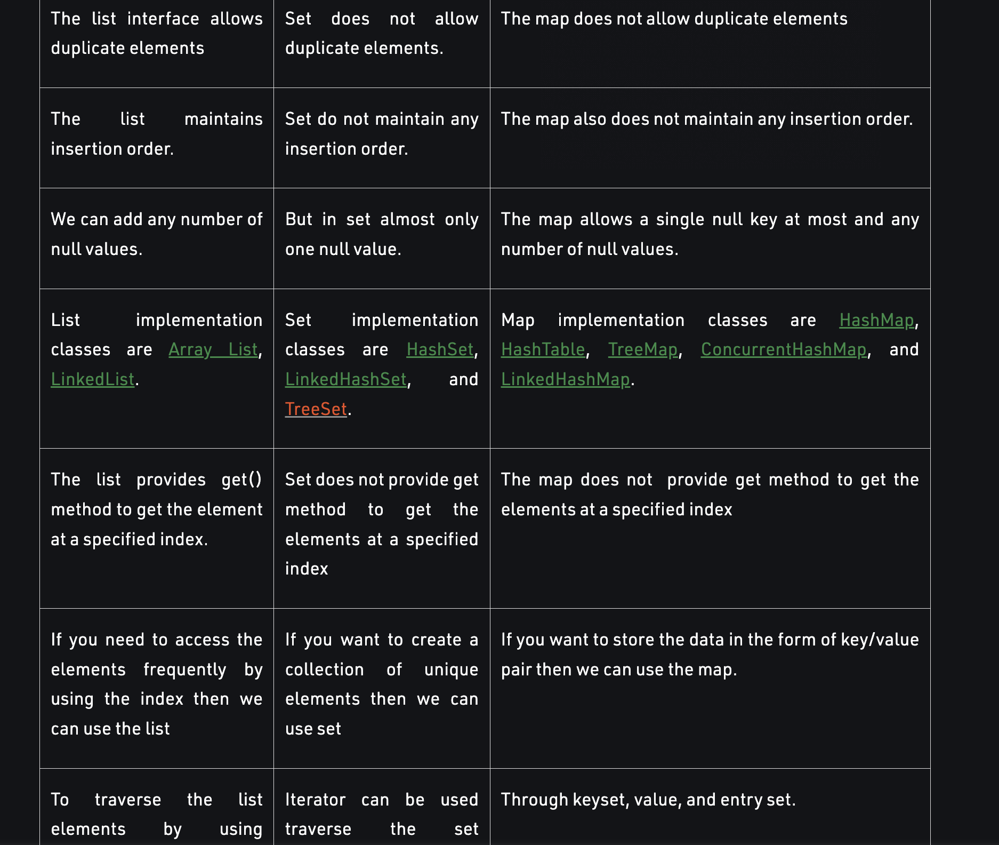 The list interface allows
duplicate elements
Set does not allow
duplicate elements.
The map does not allow duplicate elements
The list maintains
insertion order.
Set do not maintain any
insertion order.
The map also does not maintain any insertion order.
We can add any number of
null values.
But in set almost only
one null value.
The map allows a single null key at most and any
number of null values.
List implementation
classes are Array List,
LinkedList.
Set implementation
classes are HashSet,
LinkedHashSet, and
TreeSet.
Map implementation classes are HashMap,
HashTable, TreeMap, ConcurrentHashMap, and
LinkedHashMap.
The list provides get()
method to get the element
at a specified index.
Set does not provide get
method to get the
elements at a specified
index
The map does not provide get method to get the
elements at a specified index
If you need to access the
elements frequently by
using the index then we
can use the list
If you want to create a
collection of unique
elements then we can
use set
If you want to store the data in the form of key/value
pair then we can use the map.
To traverse the list
elements by using
Iterator can be used
traverse the set
Through keyset, value, and entry set.